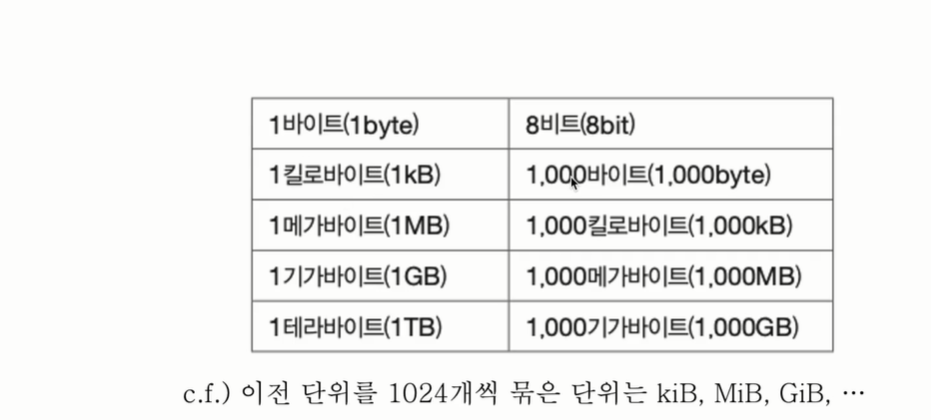 1바이트(1byte) 8비트(8bit)
1킬로바이트(1kB) 1,000바이트(1,000byte)
1메가바이트(1MB) 1,000킬로바이트(1,000kB)
1기가바이트(1GB) 1,000메가바이트(1,000MB)
1테라바이트(1TB) 1,000기가바이트(1,000GB)
c.f.) 이전 단위를 1024개씩 묶은 단위는 kiB, MiB, GiB, …